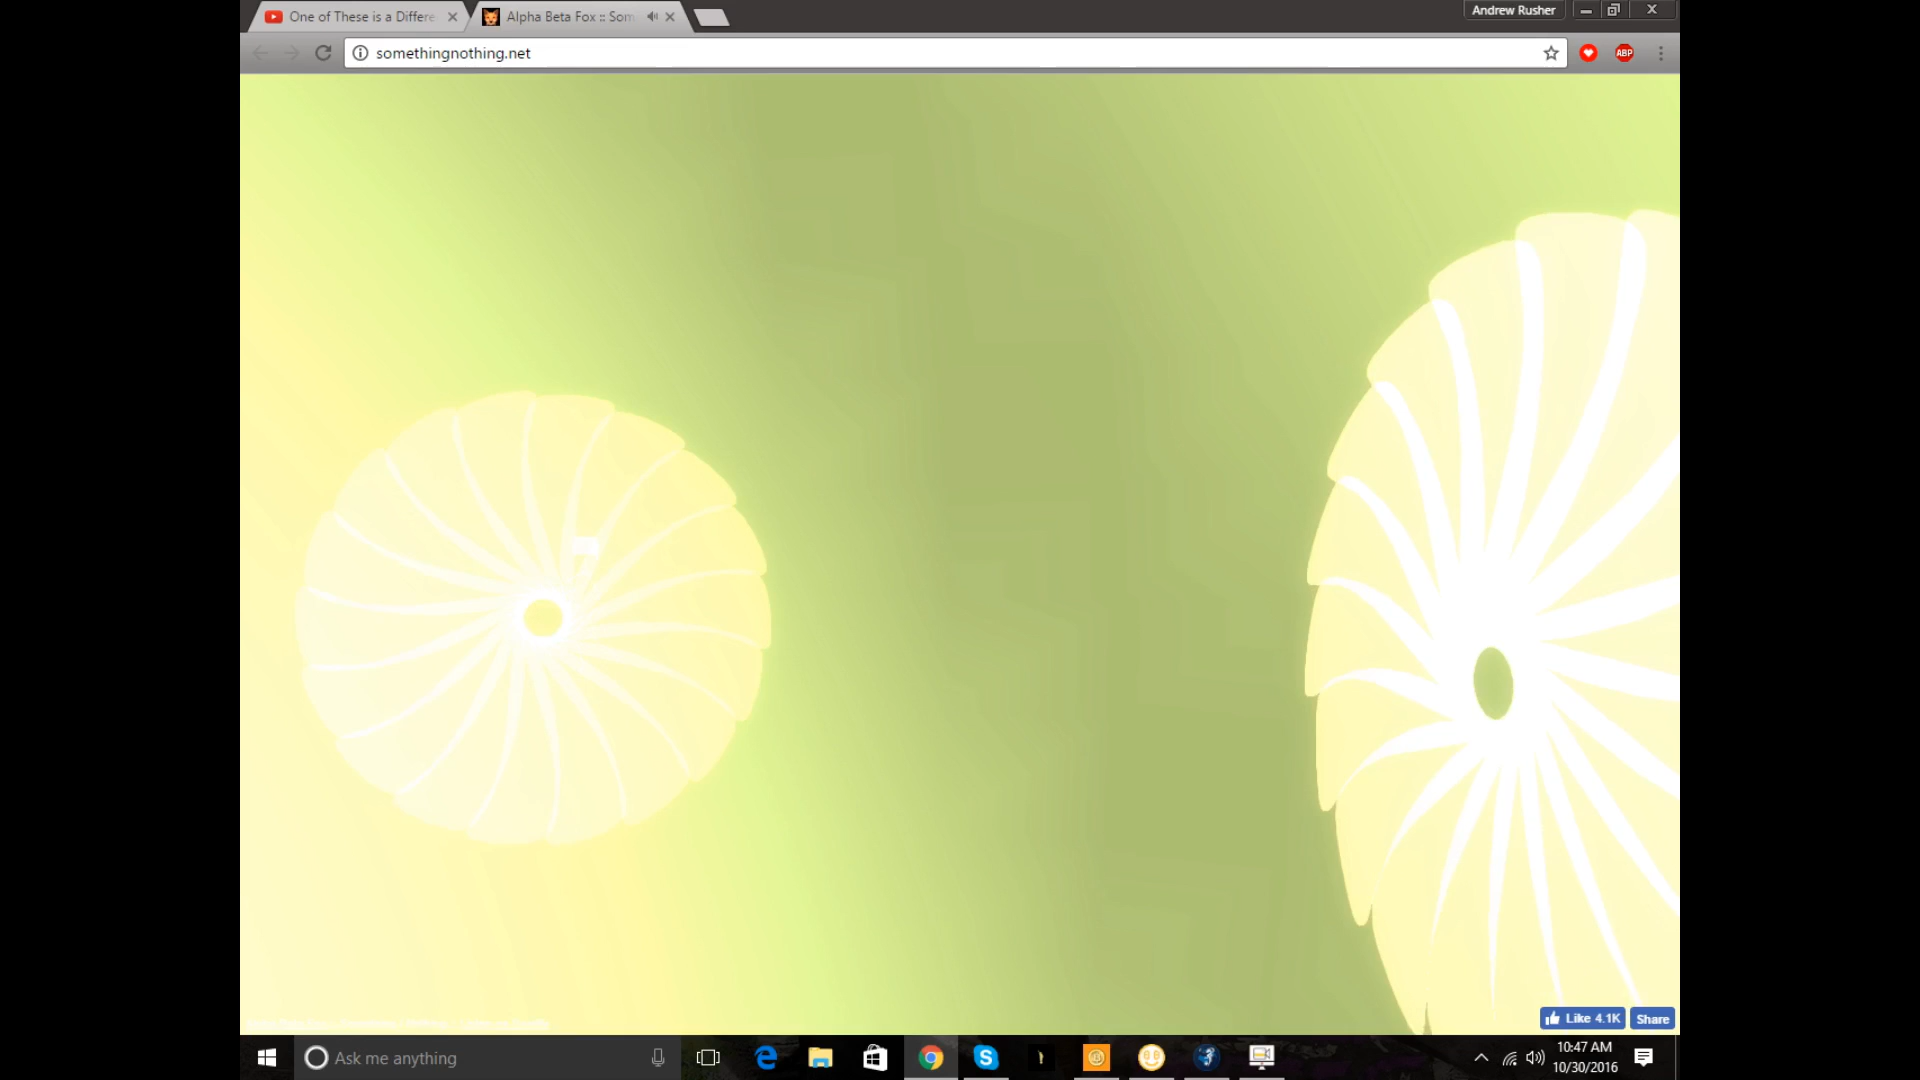 One of These is a Differe
Alpha Beta Fox :: Som
Andrew Rusher
somethingnothing.net
ABP
Like 4.1K
Share
Ask me anything
10:47 AM
10/30/2016